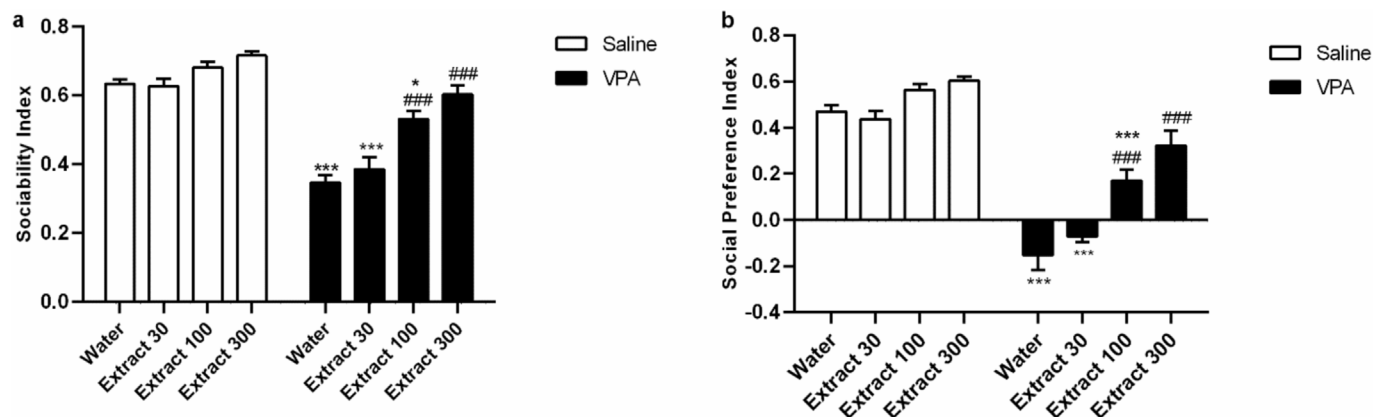 a
Sociability Index
0.8
0.6
0.4
0.2
0.0
***
***
*
###
###
Water
Extract 30
Extract 100
Extract 300
Water
Extract 30
Extract 100
Extract 300
Saline
VPA
b
Social Preference Index
0.8
0.6
0.4
0.2
0.0
-0.2
-0.4
***
***
***
###
###
Water
Extract 30
Extract 100
Extract 300
Water
Extract 30
Extract 100
Extract 300
Saline
VPA